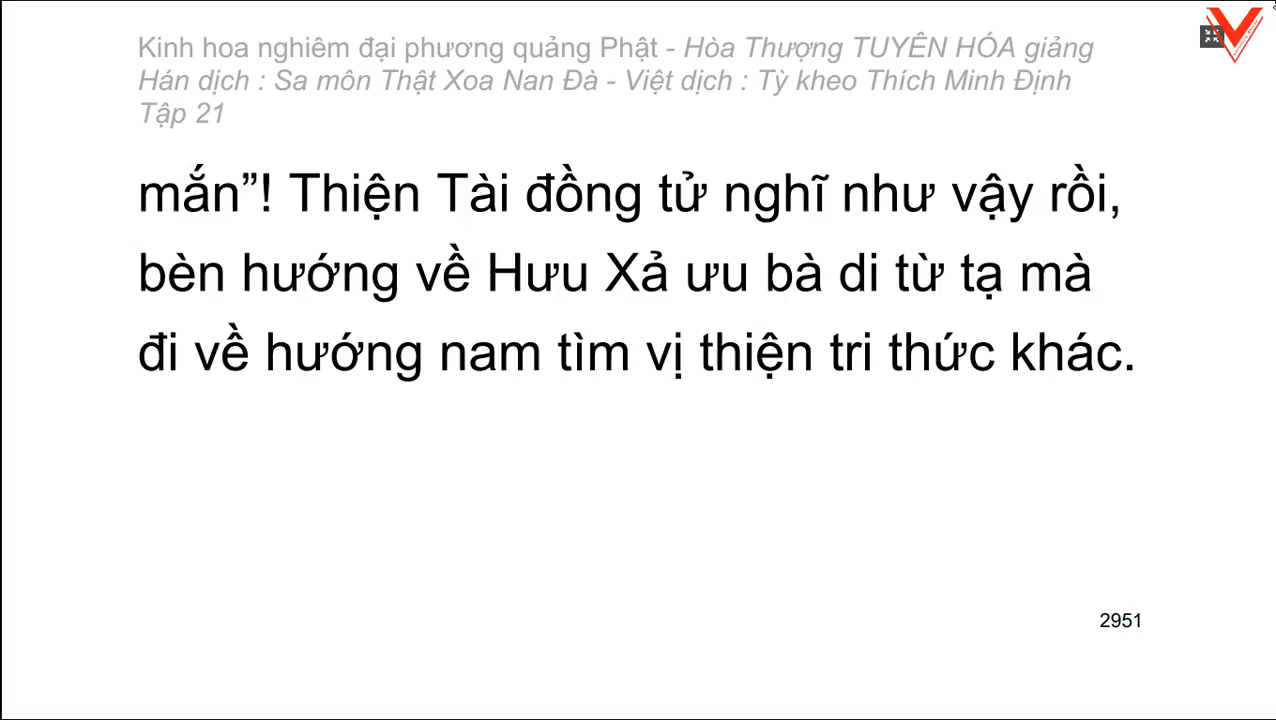 Kinh hoa nghiêm đại phương quảng Phật - Hòa Thượng TUYÊN HÓA giảng
Hán dịch : Sa môn Thật Xoa Nan Đà - Việt dịch : Tỳ kheo Thích Minh Định
Tập 21
mắn”! Thiện Tài đồng tử nghĩ như vậy rồi,
bèn hướng về Hưu Xả ưu bà di từ tạ mà
đi về hướng nam tìm vị thiện tri thức khác.
2951